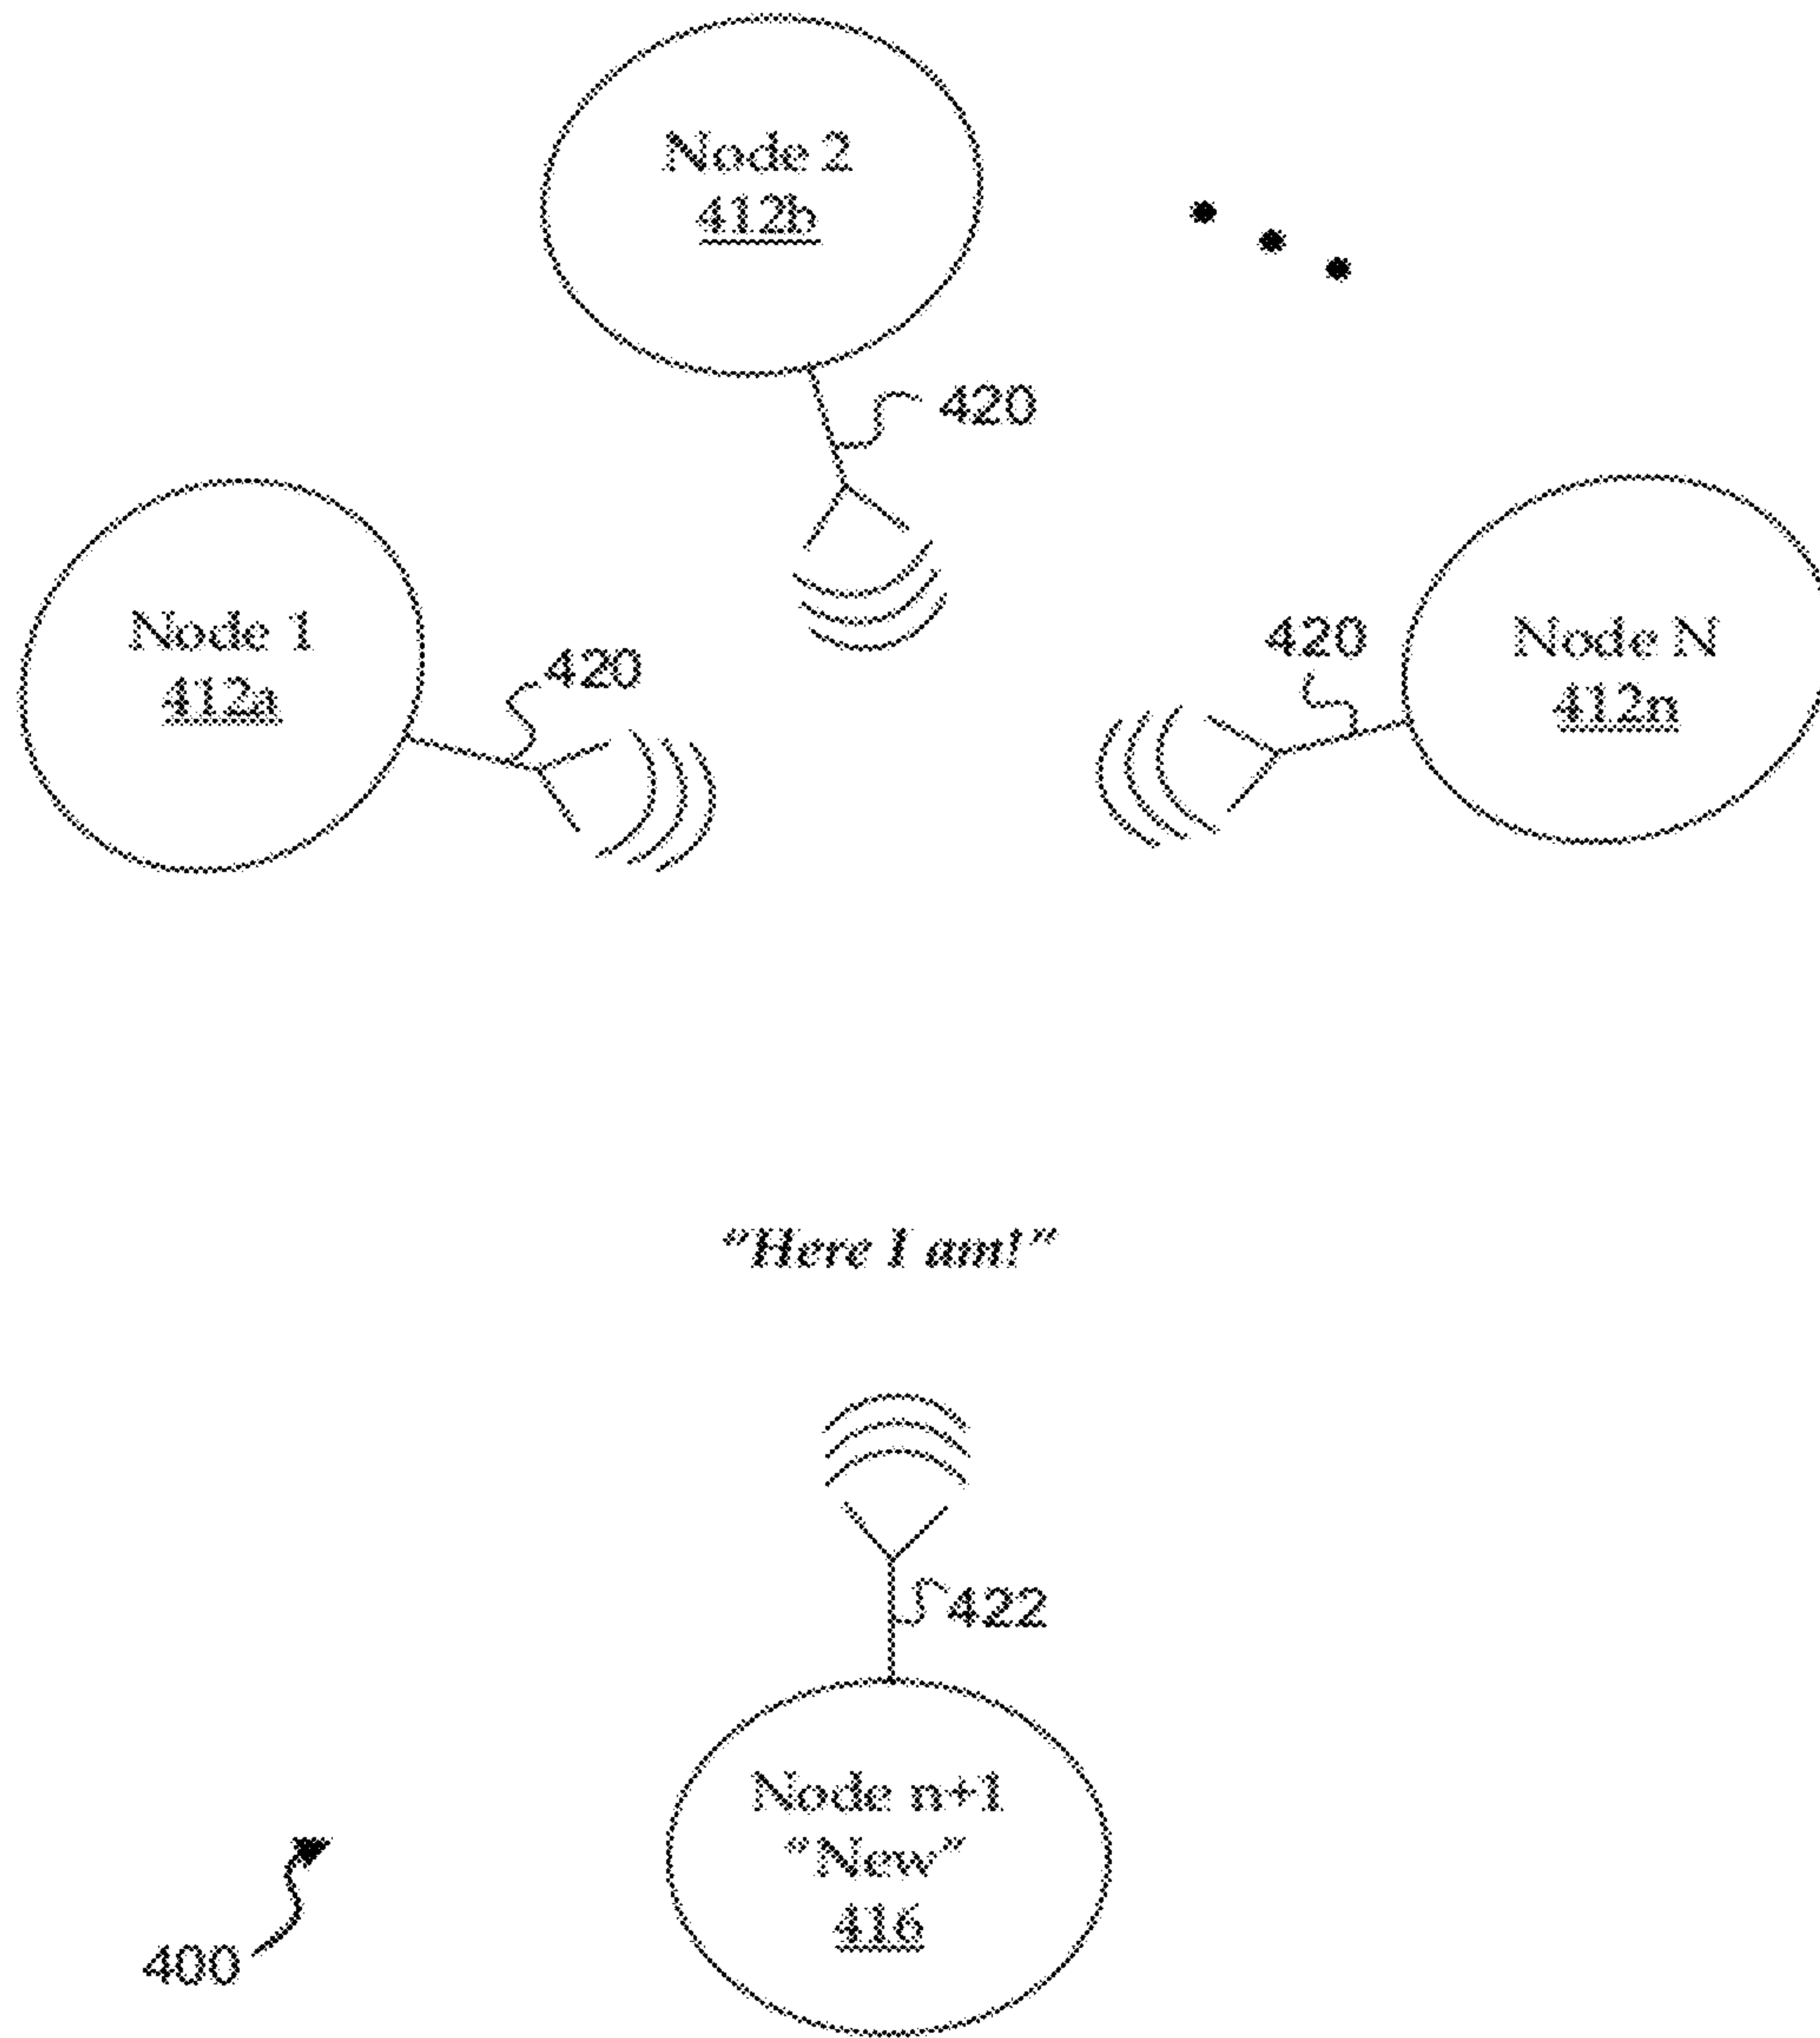 Node 2
412b
420
Node 1
412a
420
420
Node N
412n
"Here I am!"
422
Node n+1
"New"
416
400